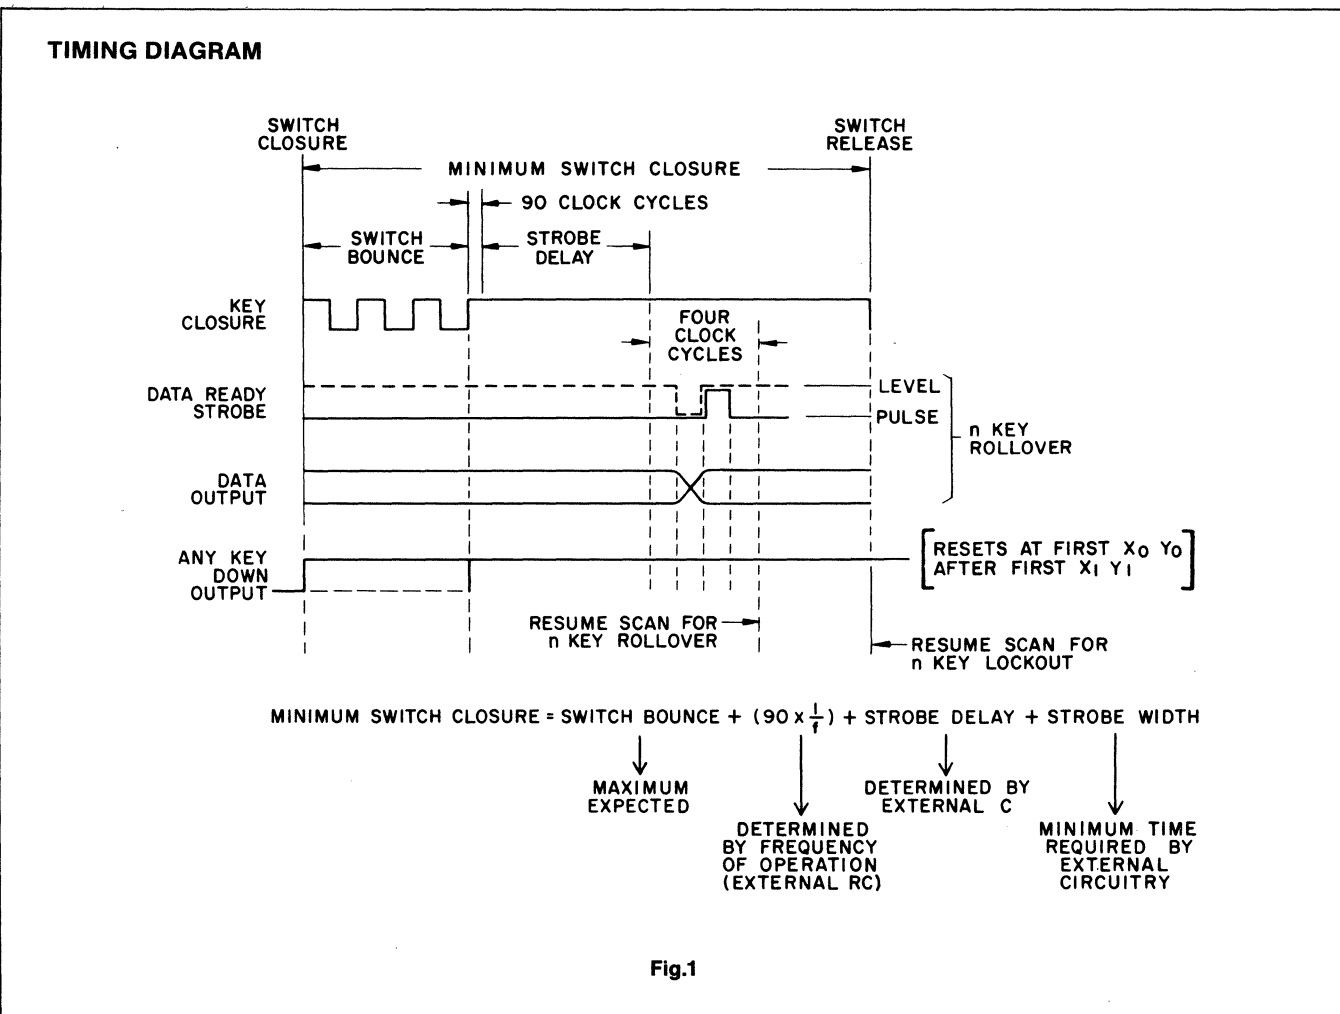 TIMING DIAGRAM
SWITCH
CLOSURE
SWITCH
RELEASE
MINIMUM SWITCH CLOSURE
90 CLOCK CYCLES
SWITCH
BOUNCE
STROBE
DELAY
KEY
CLOSURE
FOUR
CLOCK
CYCLES
DATA READY
STROBE
LEVEL
PULSE
n KEY
ROLLOVER
DATA
OUTPUT
ANY KEY
DOWN
OUTPUT
RESETS AT FIRST X0 Y0
AFTER FIRST X1 Y1
RESUME SCAN FOR
n KEY ROLLOVER
RESUME SCAN FOR
n KEY LOCKOUT
MINIMUM SWITCH CLOSURE = SWITCH BOUNCE + (90 x 1/f) + STROBE DELAY + STROBE WIDTH
MAXIMUM
EXPECTED
DETERMINED BY
EXTERNAL C
DETERMINED
BY FREQUENCY
OF OPERATION
(EXTERNAL RC)
MINIMUM TIME
REQUIRED BY
EXTERNAL
CIRCUITRY
Fig.1